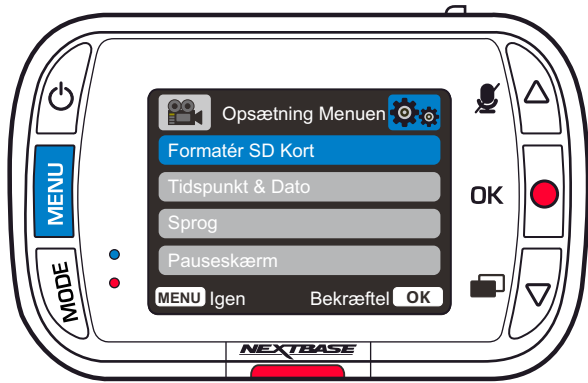 Opsætning Menuen
Formatér SD Kort
Tidspunkt & Dato
Sprog
Pauseskærm
MENU Igen Bekræftel OK
MENU
MODE
OK
NEXTBASE